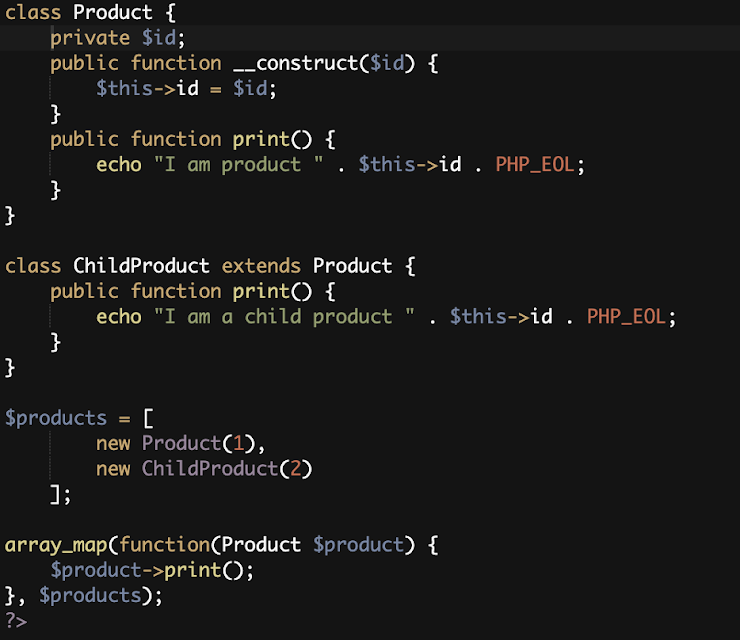 class Product {
    private $id;
    public function __construct($id) {
        $this->id = $id;
    }
    public function print() {
        echo "I am product " . $this->id . PHP_EOL;
    }
}

class ChildProduct extends Product {
    public function print() {
        echo "I am a child product " . $this->id . PHP_EOL;
    }
}

$products = [
        new Product(1),
        new ChildProduct(2)
    ];

array_map(function(Product $product) {
    $product->print();
}, $products);
?>